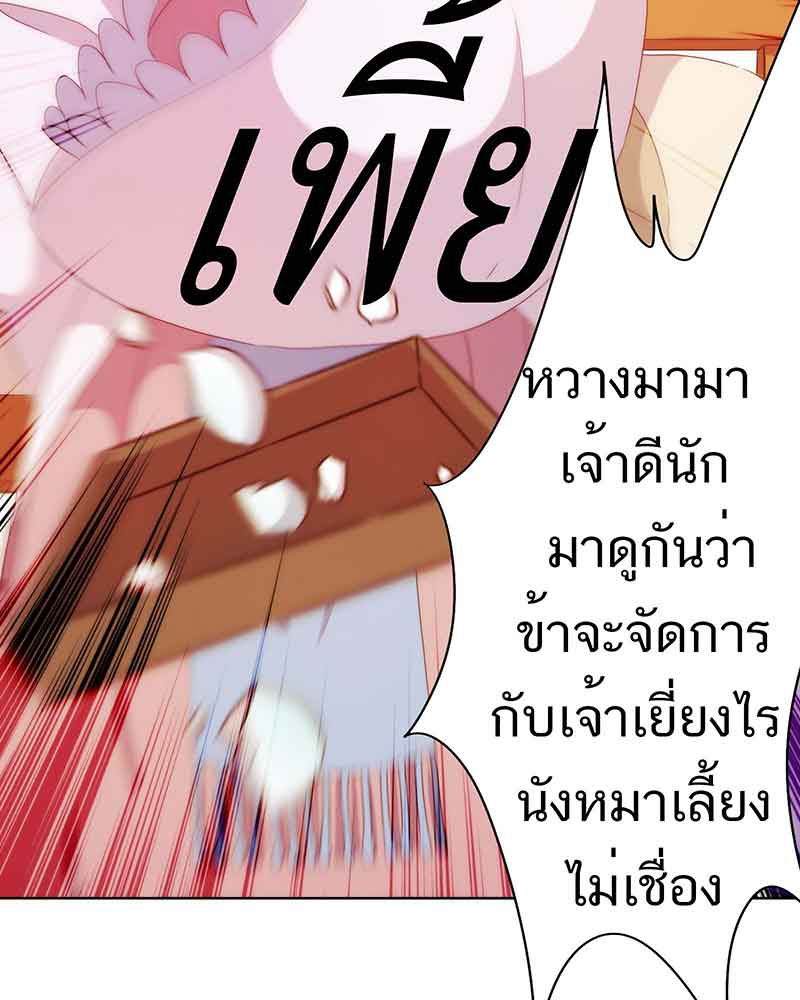 เพี้ย
หวางมามา
เจ้าดีนัก
มาดูกันว่า
ข้าจะจัดการ
กับเจ้าเยี่ยงไร
นังหมาเลี้ยง
ไม่เชื่อง